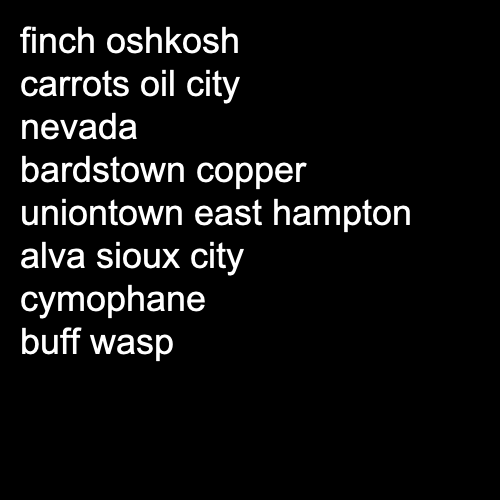 finch oshkosh
carrots oil city
nevada
bardstown copper
uniontown east hampton
alva sioux city
cymophane
buff wasp